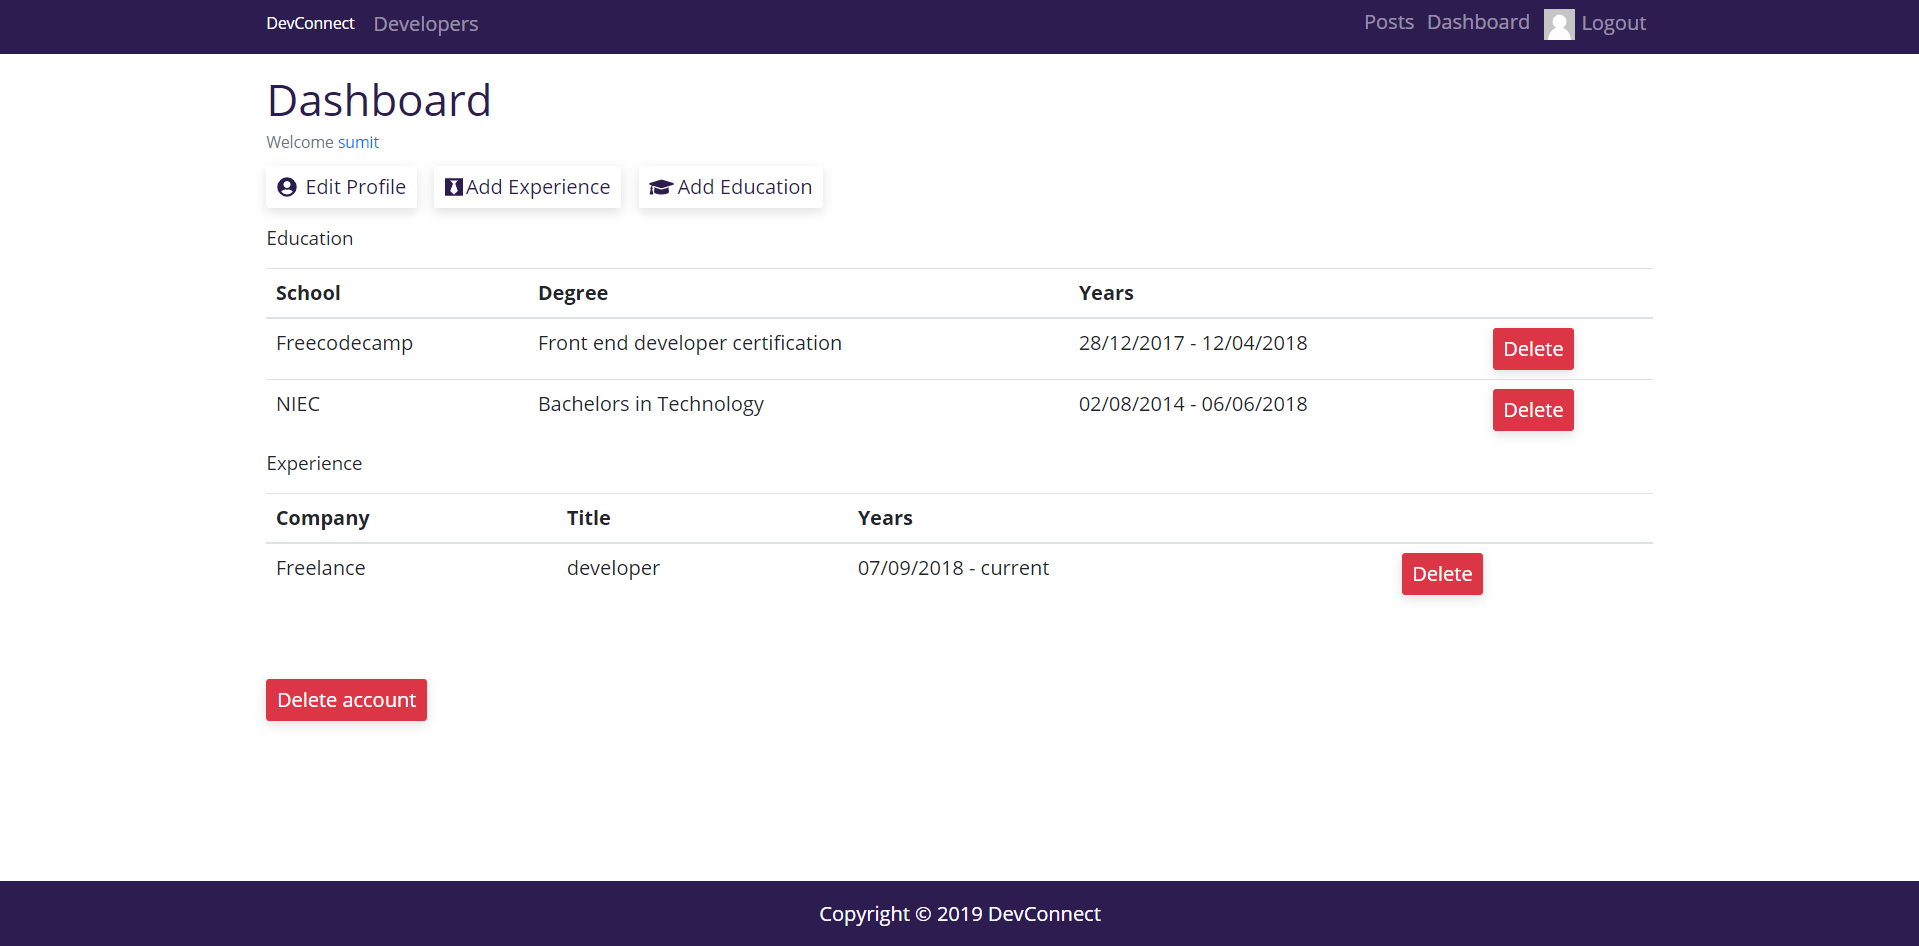 DevConnect Developers Posts Dashboard Logout
Dashboard
Welcome sumit
Edit Profile Add Experience Add Education
Education
School Degree Years
Freecodecamp Front end developer certification 28/12/2017 - 12/04/2018 Delete
NIEC Bachelors in Technology 02/08/2014 - 06/06/2018 Delete
Experience
Company Title Years
Freelance developer 07/09/2018 - current Delete
Delete account
Copyright © 2019 DevConnect